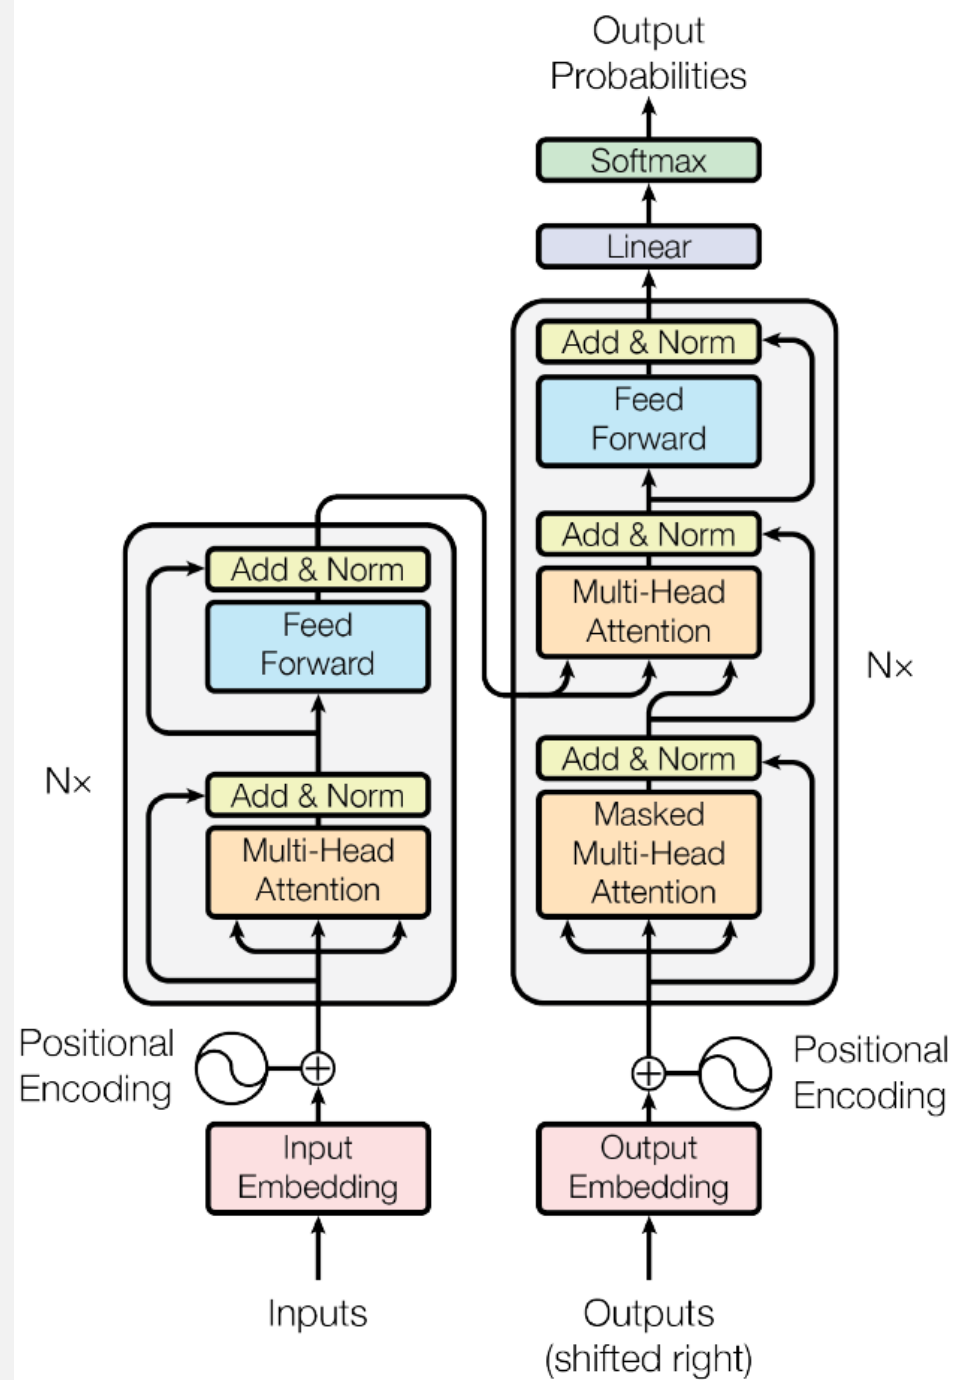 Output
Probabilities
Softmax
Linear
Add & Norm
Feed
Forward
Add & Norm
Multi-Head
Attention
Add & Norm
Masked
Multi-Head
Attention
N×
Add & Norm
Feed
Forward
Add & Norm
Multi-Head
Attention
N×
Positional
Encoding
Positional
Encoding
Input
Embedding
Output
Embedding
Inputs
Outputs
(shifted right)